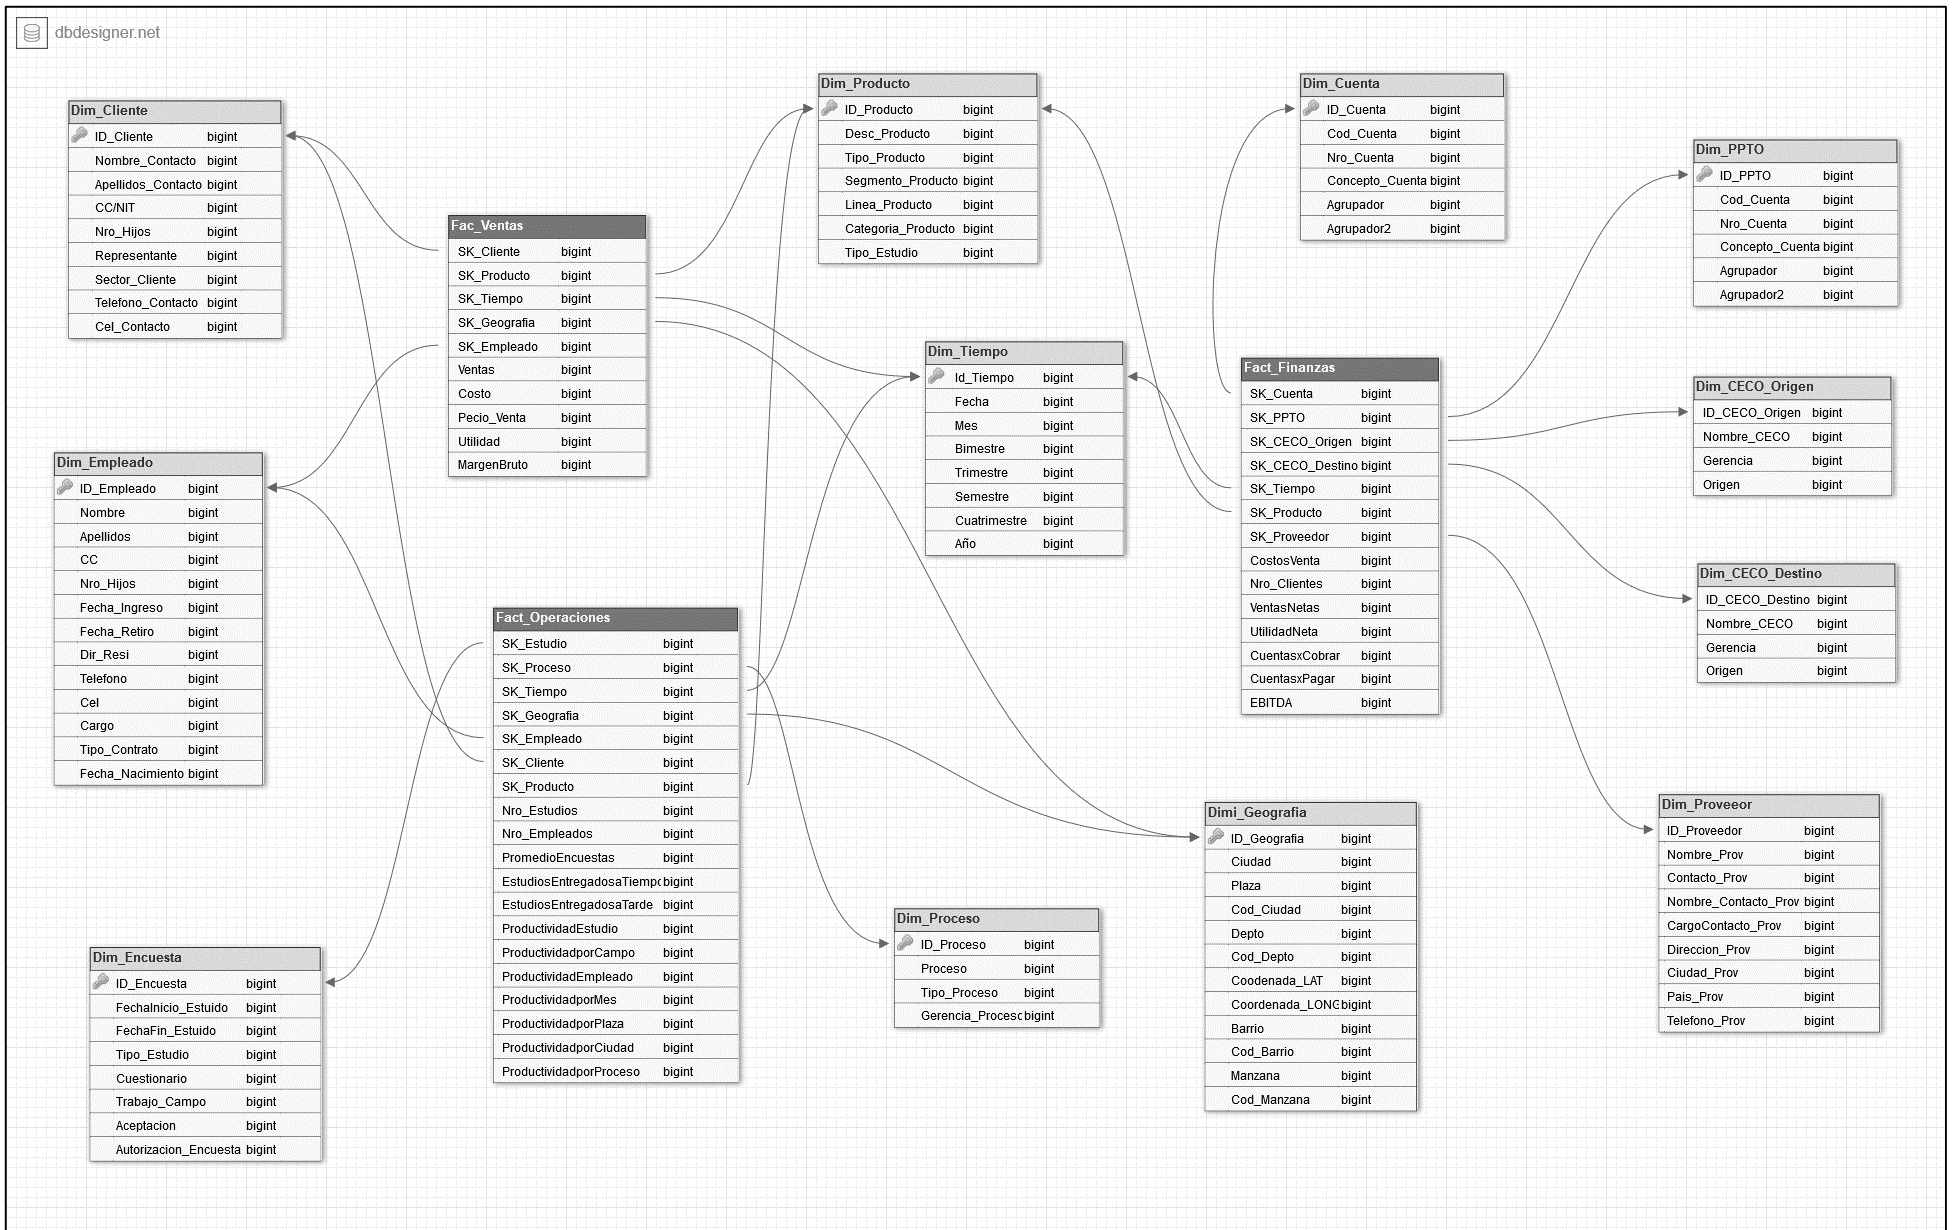 dbdesigner.net
Dim_Cliente
ID_Cliente bigint
Nombre_Contacto bigint
Apellidos_Contacto bigint
CC/NIT bigint
Nro_Hijos bigint
Representante bigint
Sector_Cliente bigint
Telefono_Contacto bigint
Cel_Contacto bigint
Fac_Ventas
SK_Cliente bigint
SK_Producto bigint
SK_Tiempo bigint
SK_Geografia bigint
SK_Empleado bigint
Ventas bigint
Costo bigint
Pecio_Venta bigint
Utilidad bigint
MargenBruto bigint
Dim_Producto
ID_Producto bigint
Desc_Producto bigint
Tipo_Producto bigint
Segmento_Producto bigint
Linea_Producto bigint
Categoria_Producto bigint
Tipo_Estudio bigint
Dim_Cuenta
ID_Cuenta bigint
Cod_Cuenta bigint
Nro_Cuenta bigint
Concepto_Cuenta bigint
Agrupador bigint
Agrupador2 bigint
Dim_PPTO
ID_PPTO bigint
Cod_Cuenta bigint
Nro_Cuenta bigint
Concepto_Cuenta bigint
Agrupador bigint
Agrupador2 bigint
Dim_Tiempo
Id_Tiempo bigint
Fecha bigint
Mes bigint
Bimestre bigint
Trimestre bigint
Semestre bigint
Cuatrimestre bigint
Año bigint
Fact_Finanzas
SK_Cuenta bigint
SK_PPTO bigint
SK_CECO_Origen bigint
SK_CECO_Destino bigint
SK_Tiempo bigint
SK_Producto bigint
SK_Proveedor bigint
CostosVenta bigint
Nro_Clientes bigint
VentasNetas bigint
UtilidadNeta bigint
CuentasxCobrar bigint
CuentasxPagar bigint
EBITDA bigint
Dim_CECO_Origen
ID_CECO_Origen bigint
Nombre_CECO bigint
Gerencia bigint
Origen bigint
Dim_Empleado
ID_Empleado bigint
Nombre bigint
Apellidos bigint
CC bigint
Nro_Hijos bigint
Fecha_Ingreso bigint
Fecha_Retiro bigint
Dir_Resi bigint
Telefono bigint
Cel bigint
Cargo bigint
Tipo_Contrato bigint
Fecha_Nacimiento bigint
Dim_CECO_Destino
ID_CECO_Destino bigint
Nombre_CECO bigint
Gerencia bigint
Origen bigint
Fact_Operaciones
SK_Estudio bigint
SK_Proceso bigint
SK_Tiempo bigint
SK_Geografia bigint
SK_Empleado bigint
SK_Cliente bigint
SK_Producto bigint
Nro_Estudios bigint
Nro_Empleados bigint
PromedioEncuestas bigint
EstudiosEntregadosaTiempo bigint
EstudiosEntregadosaTarde bigint
ProductividadEstudio bigint
ProductividadporCampo bigint
ProductividadEmpleado bigint
ProductividadporMes bigint
ProductividadporPlaza bigint
ProductividadporCiudad bigint
ProductividadporProceso bigint
Dimi_Geografia
ID_Geografia bigint
Ciudad bigint
Plaza bigint
Cod_Ciudad bigint
Depto bigint
Cod_Depto bigint
Coodenada_LAT bigint
Coordenada_LONG bigint
Barrio bigint
Cod_Barrio bigint
Manzana bigint
Cod_Manzana bigint
Dim_Proveeor
ID_Proveedor bigint
Nombre_Prov bigint
Contacto_Prov bigint
Nombre_Contacto_Prov bigint
CargoContacto_Prov bigint
Direccion_Prov bigint
Ciudad_Prov bigint
Pais_Prov bigint
Telefono_Prov bigint
Dim_Proceso
ID_Proceso bigint
Proceso bigint
Tipo_Proceso bigint
Gerencia_Proceso bigint
Dim_Encuesta
ID_Encuesta bigint
FechaInicio_Estuido bigint
FechaFin_Estuido bigint
Tipo_Estudio bigint
Cuestionario bigint
Trabajo_Campo bigint
Aceptacion bigint
Autorizacion_Encuesta bigint